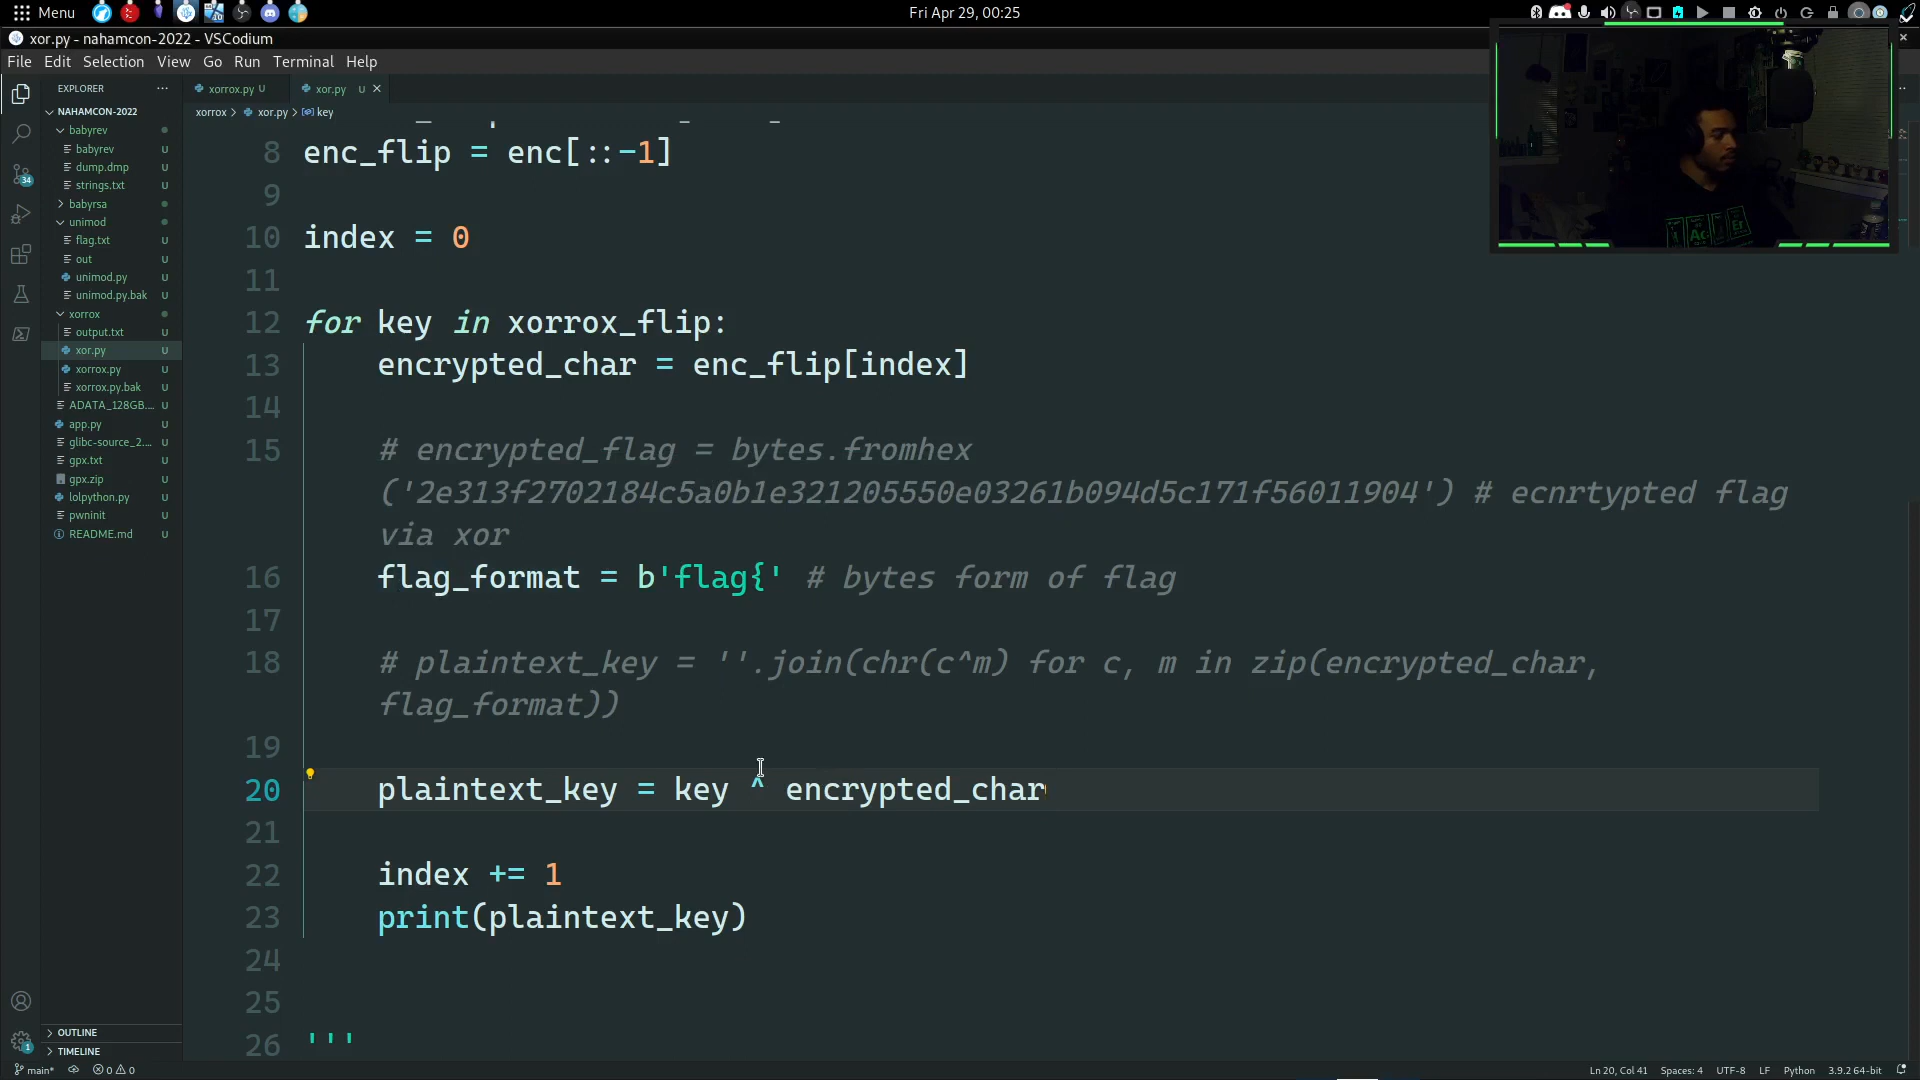 Menu
Fri Apr 29, 00:25
xor.py - nahamcon-2022 - VSCodium
File Edit Selection View Go Run Terminal Help
EXPLORER
xorrox.py U
xor.py U
NAHAMCON-2022
xorrox > xor.py > key
babyrev
babyrev U
dump.dmp U
strings.txt U
babyrsa
unimod
flag.txt U
out U
unimod.py U
unimod.py.bak U
xorrox
output.txt U
xor.py U
xorrox.py U
xorrox.py.bak U
ADATA_128GB.... U
app.py U
glibc-source_2.... U
gpx.txt U
gpx.zip U
lolpython.py U
pwninit U
README.md U
OUTLINE
TIMELINE
34
1
8 enc_flip = enc[::-1]
9
10 index = 0
11
12 for key in xorrox_flip:
13 encrypted_char = enc_flip[index]
14
15 # encrypted_flag = bytes.fromhex
('2e313f2702184c5a0b1e321205550e03261b094d5c171f56011904') # ecnrtypted flag
via xor
16 flag_format = b'flag{' # bytes form of flag
17
18 # plaintext_key = ''.join(chr(c^m) for c, m in zip(encrypted_char,
flag_format))
19
20 plaintext_key = key ^ encrypted_char
21
22 index += 1
23 print(plaintext_key)
24
25
26 '''
main* 0 0
Ln 20, Col 41 Spaces: 4 UTF-8 LF Python 3.9.2 64-bit